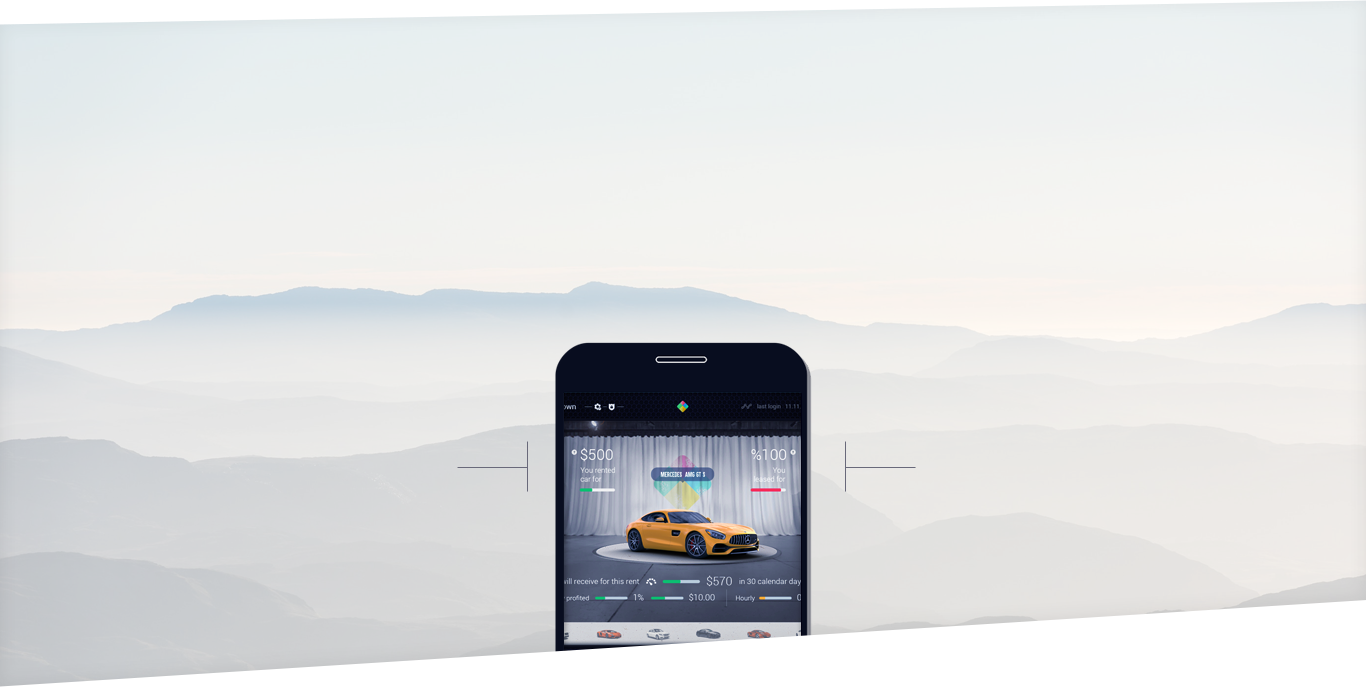 own
last login 11:11
$500
%100
You rented
car for
You
leased for
MERCEDES AMG GT S
will receive for this rent
$570
in 30 calendar day
profited
1%
$10.00
Hourly
0